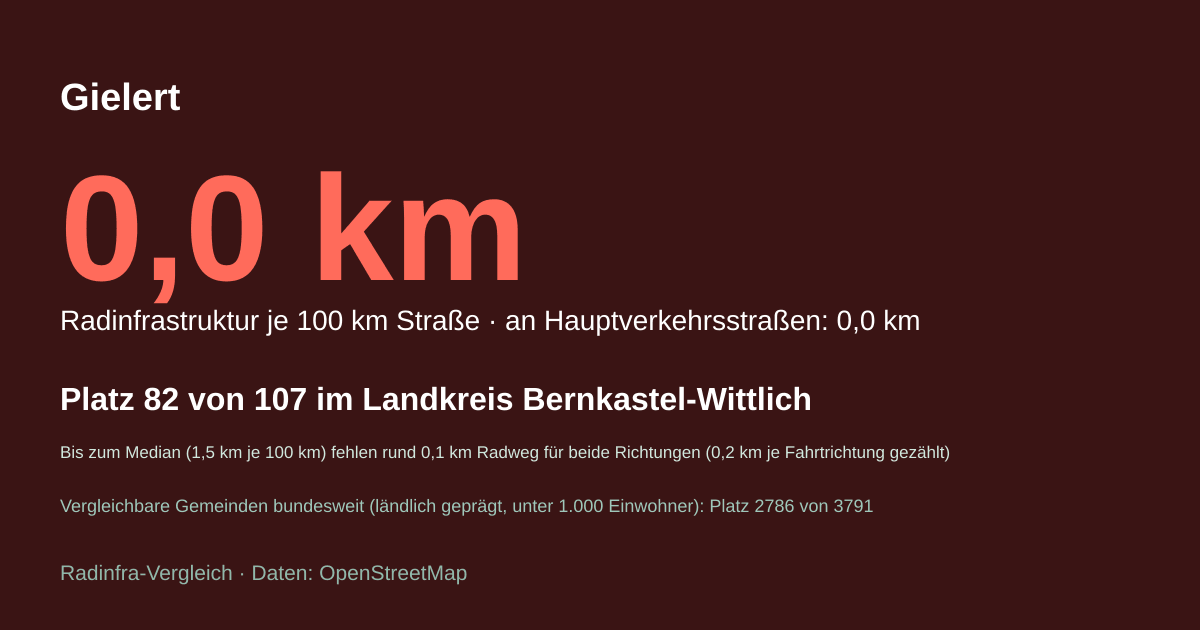 Gielert
0,0 km
Radinfrastruktur je 100 km Straße · an Hauptverkehrsstraßen: 0,0 km
Platz 82 von 107 im Landkreis Bernkastel-Wittlich
Bis zum Median (1,5 km je 100 km) fehlen rund 0,1 km Radweg für beide Richtungen (0,2 km je Fahrtrichtung gezählt)
Vergleichbare Gemeinden bundesweit (ländlich geprägt, unter 1.000 Einwohner): Platz 2786 von 3791
Radinfra-Vergleich · Daten: OpenStreetMap